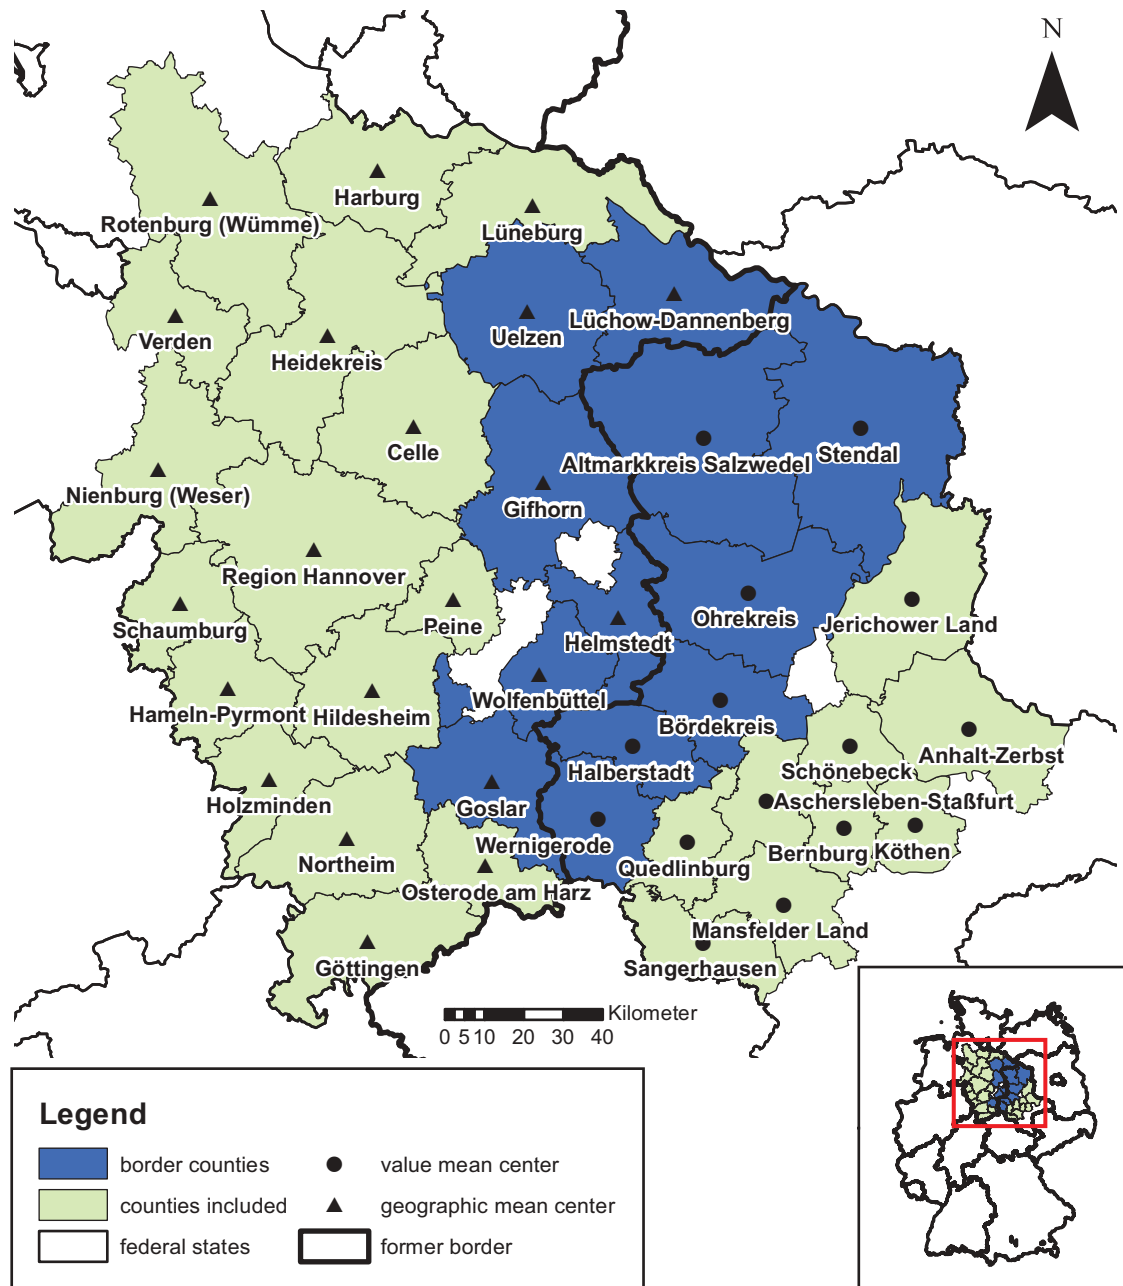 N
Harburg
Rotenburg (Wümme)
Lüneburg
Lüchow-Dannenberg
Uelzen
Verden
Heidekreis
Celle
Altmarkkreis Salzwedel
Stendal
Nienburg (Weser)
Gifhorn
Region Hannover
Ohrekreis
Jerichower Land
Schaumburg
Peine
Helmstedt
Wolfenbüttel
Hameln-Pyrmont
Hildesheim
Bördekreis
Anhalt-Zerbst
Halberstadt
Schönebeck
Holzminden
Goslar
Aschersleben-Staßfurt
Wernigerode
Bernburg
Köthen
Northeim
Quedlinburg
Osterode am Harz
Mansfelder Land
Göttingen
Sangerhausen
Kilometer
0 5 10 20 30 40
Legend
border counties
value mean center
counties included
geographic mean center
federal states
former border